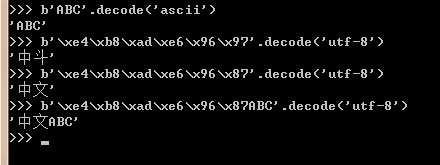 >>> b'ABC'.decode('ascii')
'ABC'
>>> b'\xe4\xb8\xad\xe6\x96\x97'.decode('utf-8')
'中斗'
>>> b'\xe4\xb8\xad\xe6\x96\x87'.decode('utf-8')
'中文'
>>> b'\xe4\xb8\xad\xe6\x96\x87ABC'.decode('utf-8')
'中文ABC'
>>> _